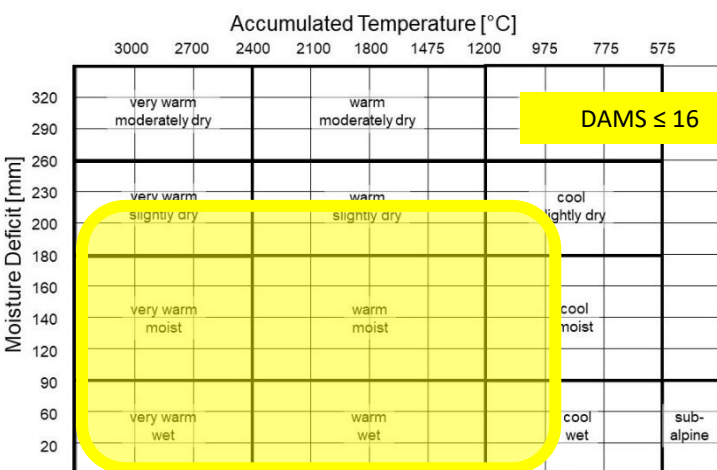 Accumulated Temperature [°C]
3000 2700 2400 2100 1800 1475 1200 975 775 575
Moisture Deficit [mm]
320
290
260
230
200
180
160
140
120
90
60
20
very warm
moderately dry
warm
moderately dry
DAMS ≤ 16
very warm
slightly dry
warm
slightly dry
cool
lightly dry
very warm
moist
warm
moist
cool
moist
very warm
wet
warm
wet
cool
wet
sub-
alpine